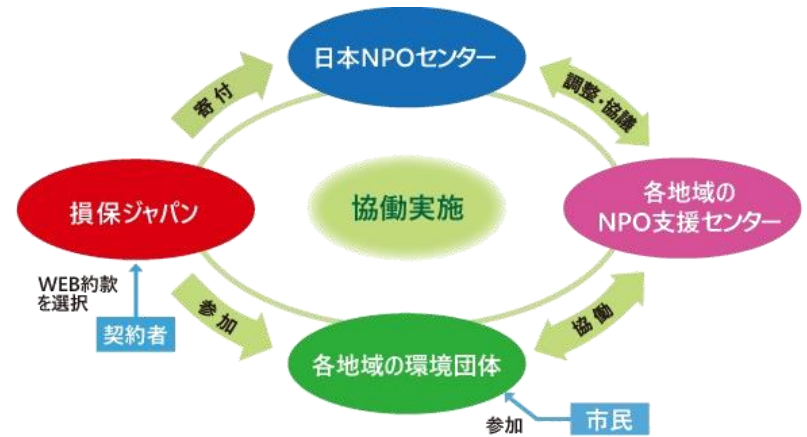 日本NPOセンター
寄付
調整・協議
損保ジャパン
協働実施
各地域の
NPO支援センター
WEB約款
を選択
契約者
参加
協働
各地域の環境団体
参加
市民